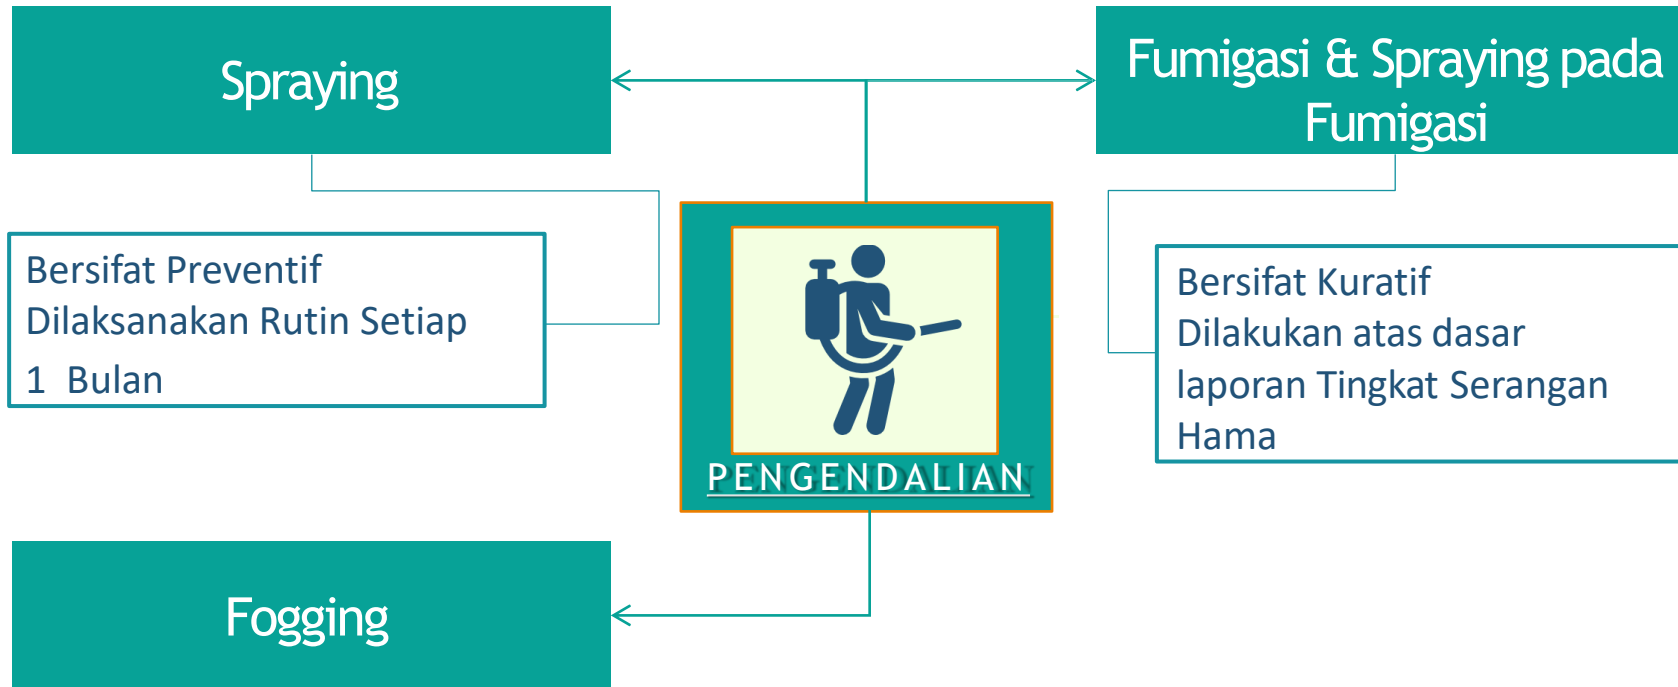 Spraying
Fumigasi & Spraying pada
Fumigasi
Bersifat Preventif
Dilaksanakan Rutin Setiap
1 Bulan
Bersifat Kuratif
Dilakukan atas dasar
laporan Tingkat Serangan
Hama
PENGENDALIAN
Fogging